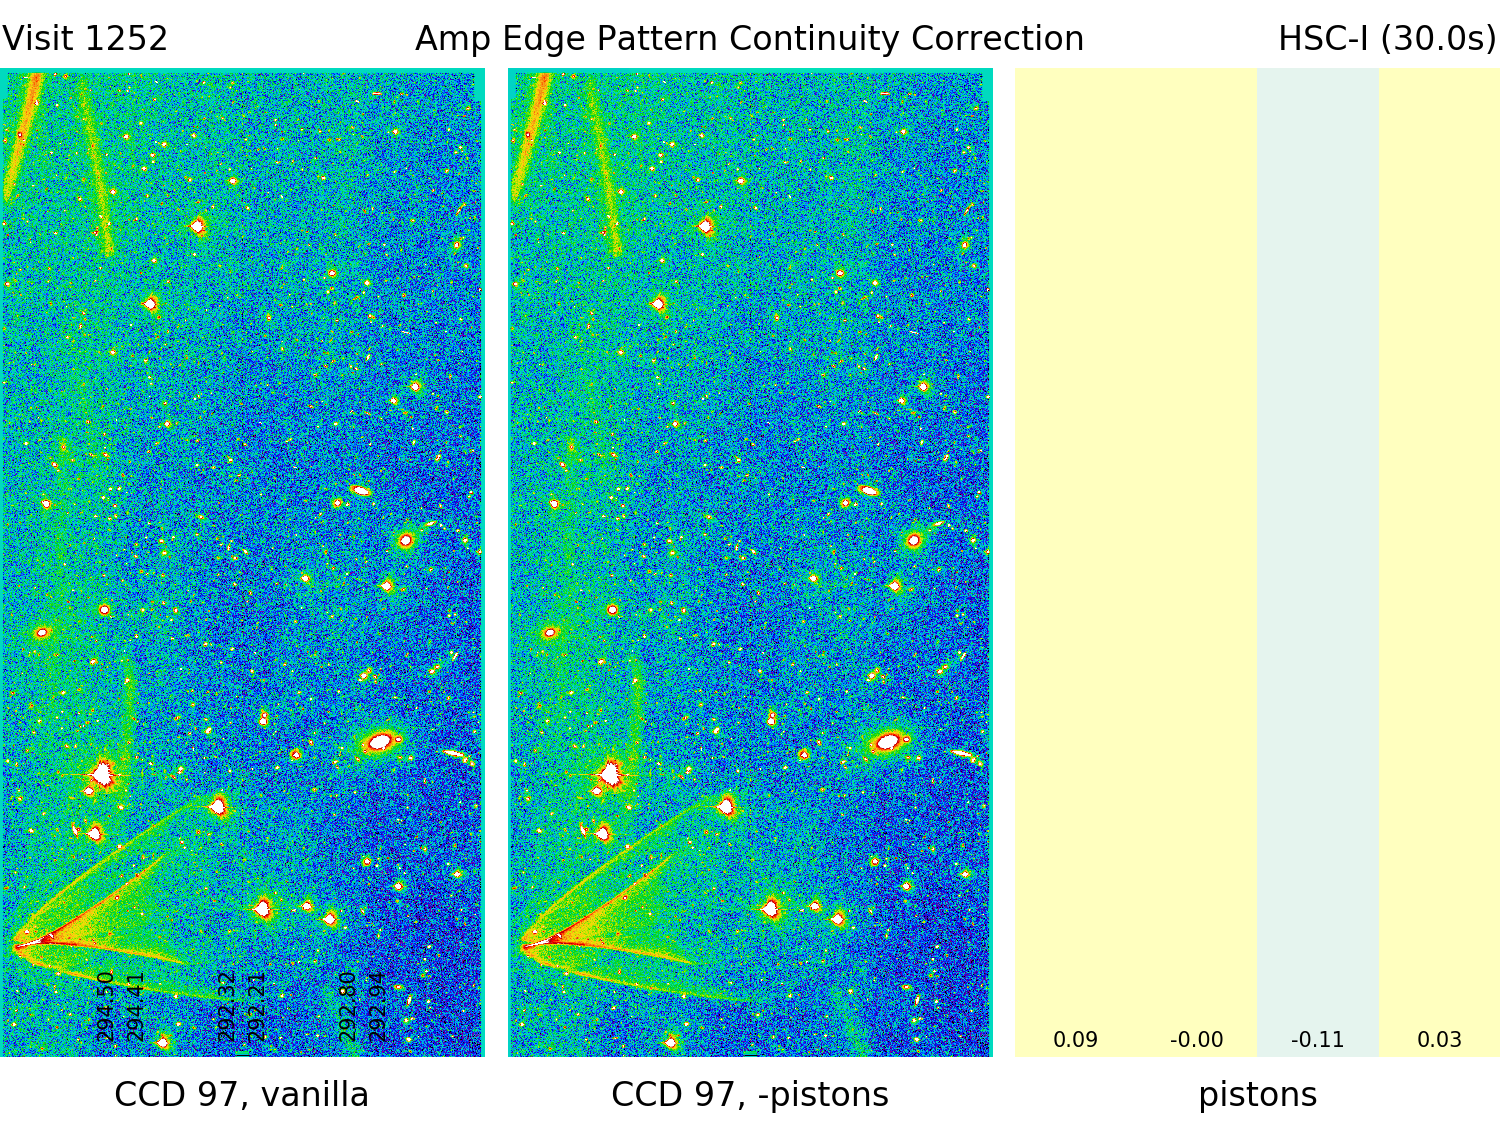 Visit 1252 Amp Edge Pattern Continuity Correction HSC-I (30.0s)
294.50
294.41
292.32
292.21
292.80
292.94
0.09 -0.00 -0.11 0.03
CCD 97, vanilla CCD 97, -pistons pistons